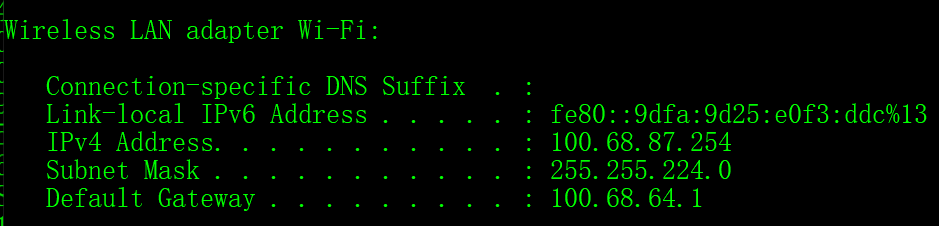 Wireless LAN adapter Wi-Fi:
Connection-specific DNS Suffix . :
Link-local IPv6 Address . . . . . : fe80::9dfa:9d25:e0f3:ddc%13
IPv4 Address. . . . . . . . . . . : 100.68.87.254
Subnet Mask . . . . . . . . . . . : 255.255.224.0
Default Gateway . . . . . . . . . : 100.68.64.1